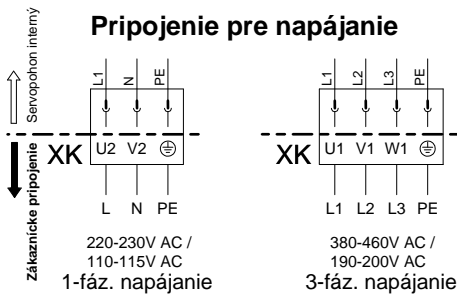 Pripojenie pre napájanie
Servopohon interný
L1 N PE
L1 L2 L3 PE
XK U2 V2
XK U1 V1 W1
Zákaznícke pripojenie
L N PE
L1 L2 L3 PE
220-230V AC /
110-115V AC
1-fáz. napájanie
380-460V AC /
190-200V AC
3-fáz. napájanie